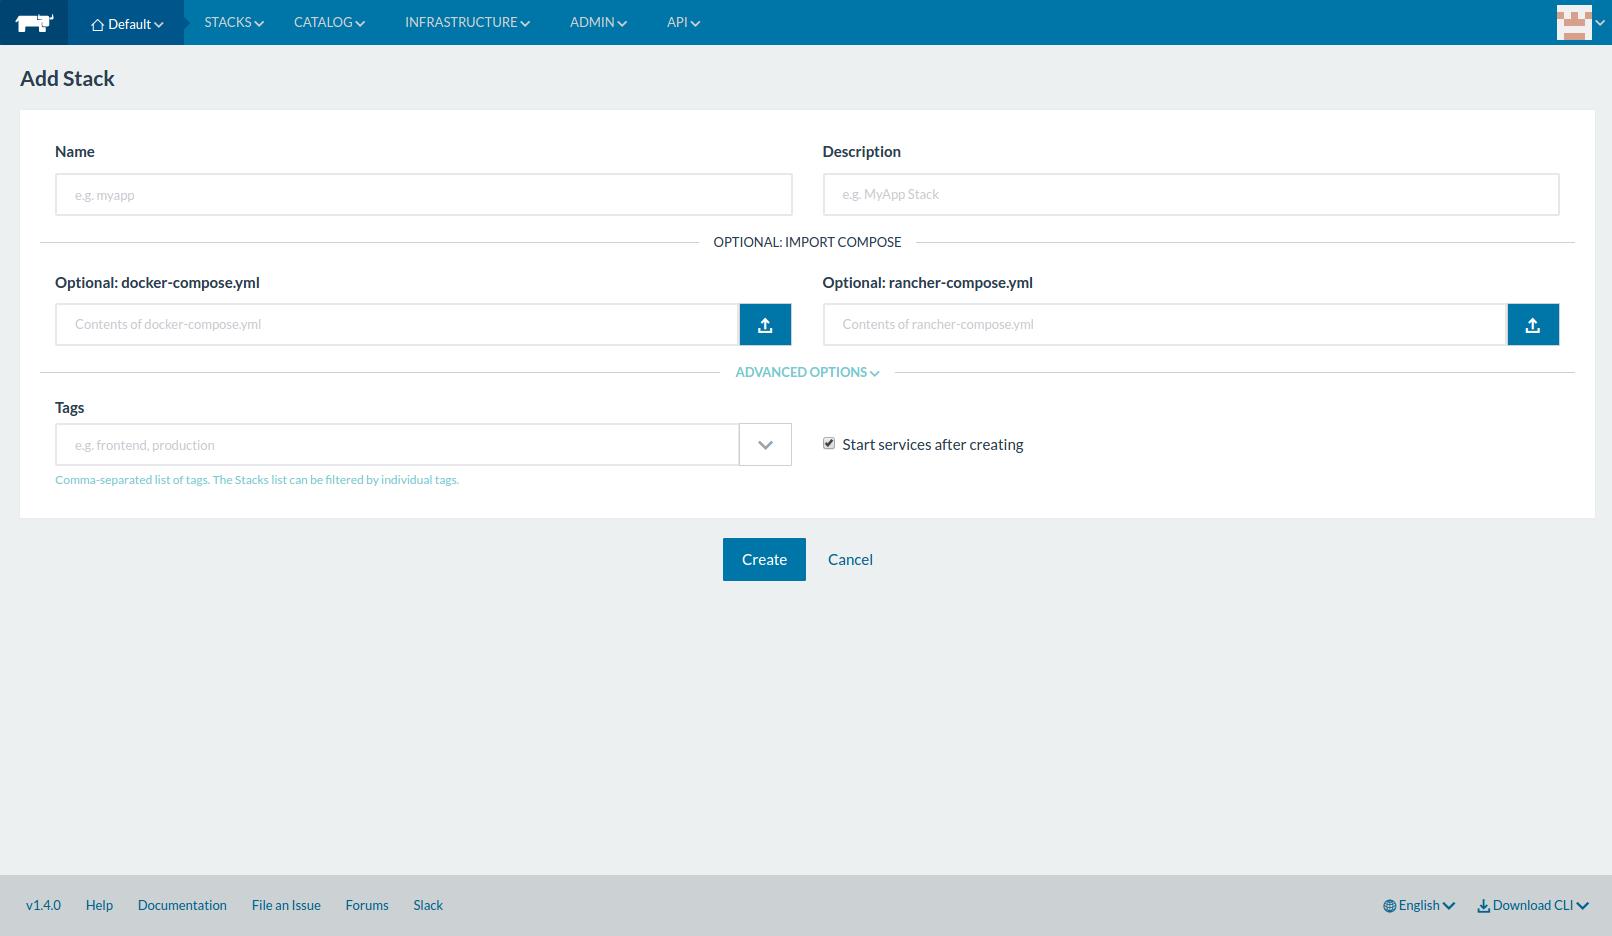 Default STACKS CATALOG INFRASTRUCTURE ADMIN API
Add Stack
Name Description
e.g. myapp e.g. MyApp Stack
OPTIONAL: IMPORT COMPOSE
Optional: docker-compose.yml Optional: rancher-compose.yml
Contents of docker-compose.yml Contents of rancher-compose.yml
ADVANCED OPTIONS
Tags
e.g. frontend, production Start services after creating
Comma-separated list of tags. The Stacks list can be filtered by individual tags.
Create Cancel
v1.4.0 Help Documentation File an Issue Forums Slack English Download CLI